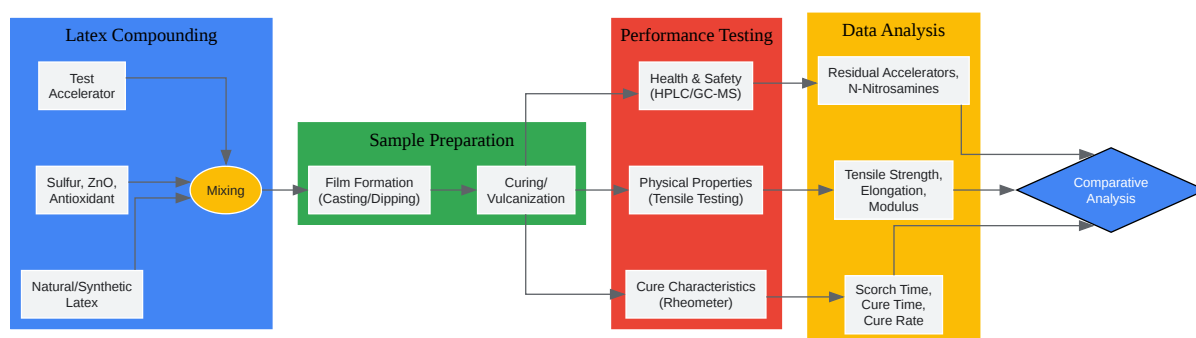 Latex Compounding
Test
Accelerator
Sulfur, ZnO,
Antioxidant
Natural/Synthetic
Latex
Mixing
Sample Preparation
Film Formation
(Casting/Dipping)
Curing/
Vulcanization
Performance Testing
Health & Safety
(HPLC/GC-MS)
Physical Properties
(Tensile Testing)
Cure Characteristics
(Rheometer)
Data Analysis
Residual Accelerators,
N-Nitrosamines
Tensile Strength,
Elongation,
Modulus
Scorch Time,
Cure Time,
Cure Rate
Comparative
Analysis